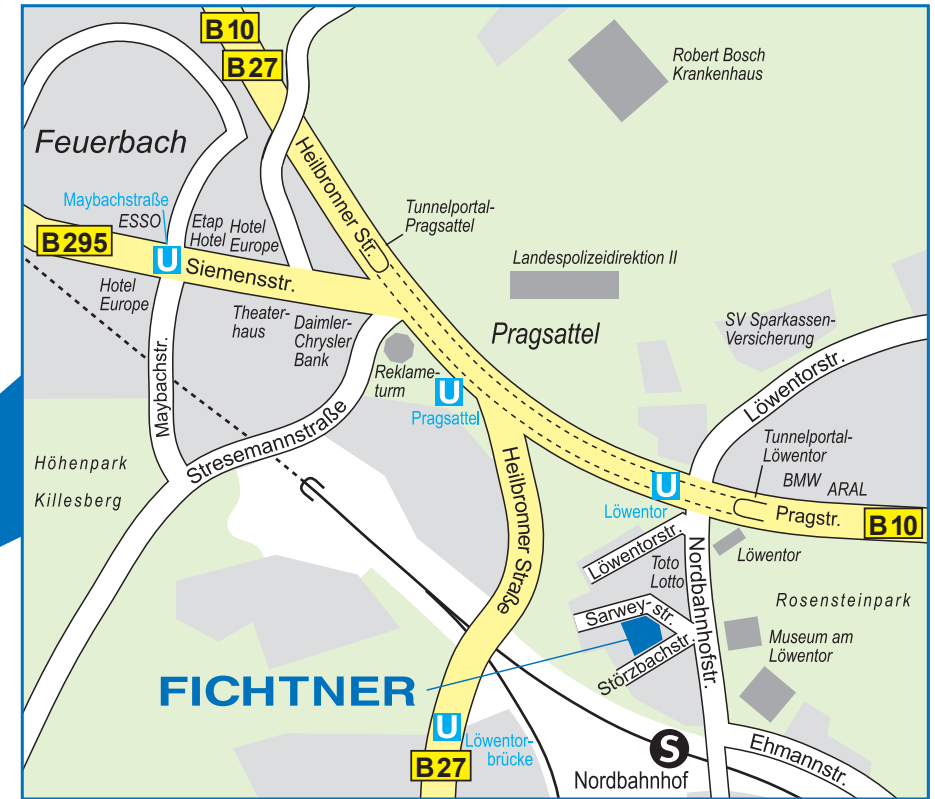 B10
B27
Robert Bosch
Krankenhaus
Feuerbach
Heilbronner Str.
Maybachstraße
ESSO
Etap
Hotel
Hotel
Europe
Tunnelportal-
Pragsattel
B295
U
Siemensstr.
Landespolizeidirektion II
Hotel
Europe
Theater-
haus
Daimler-
Chrysler
Bank
Pragsattel
SV Sparkassen-
Versicherung
Reklame-
turm
U
Pragsattel
Maybachstr.
Stresemannstraße
Löwentorstr.
Höhenpark
Killesberg
Tunnelportal-
Löwentor
BMW
ARAL
Heilbronner Straße
U
Löwentor
Pragstr.
B10
Löwentorstr.
Nordbahnhofstr.
Löwentor
Toto
Lotto
Rosensteinpark
Sarwey-str.
Museum am
Löwentor
Störzbachstr.
FICHTNER
U
Löwentor-
brücke
B27
S
Nordbahnhof
Ehmannstr.